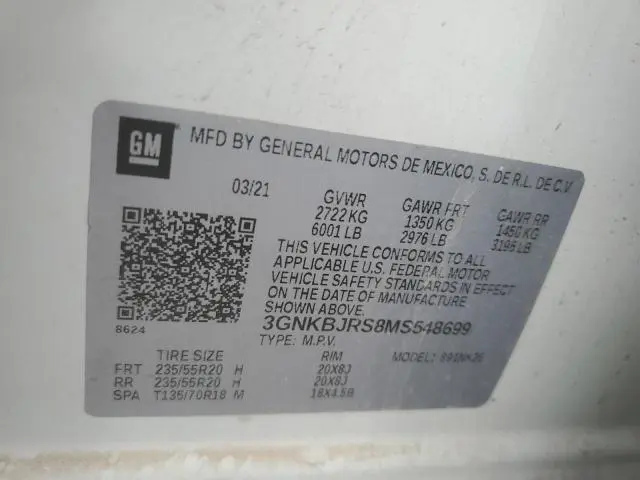 GM
MFD BY GENERAL MOTORS DE MEXICO, S. DE R.L. DE C.V
03/21
GVWR GAWR FRT GAWR RR
2722 KG 1350 KG 1450 KG
6001 LB 2976 LB 3196 LB
THIS VEHICLE CONFORMS TO ALL
APPLICABLE U.S. FEDERAL MOTOR
VEHICLE SAFETY STANDARDS IN EFFECT
ON THE DATE OF MANUFACTURE SHOWN ABOVE.
8624
3GNKBJRS8MS548699
TYPE: M.P.V. MODEL:
TIRE SIZE RIM
FRT 235/55R20 H 20X8J
RR 235/55R20 H 20X8J
SPA T135/70R18 M 18X4.5B